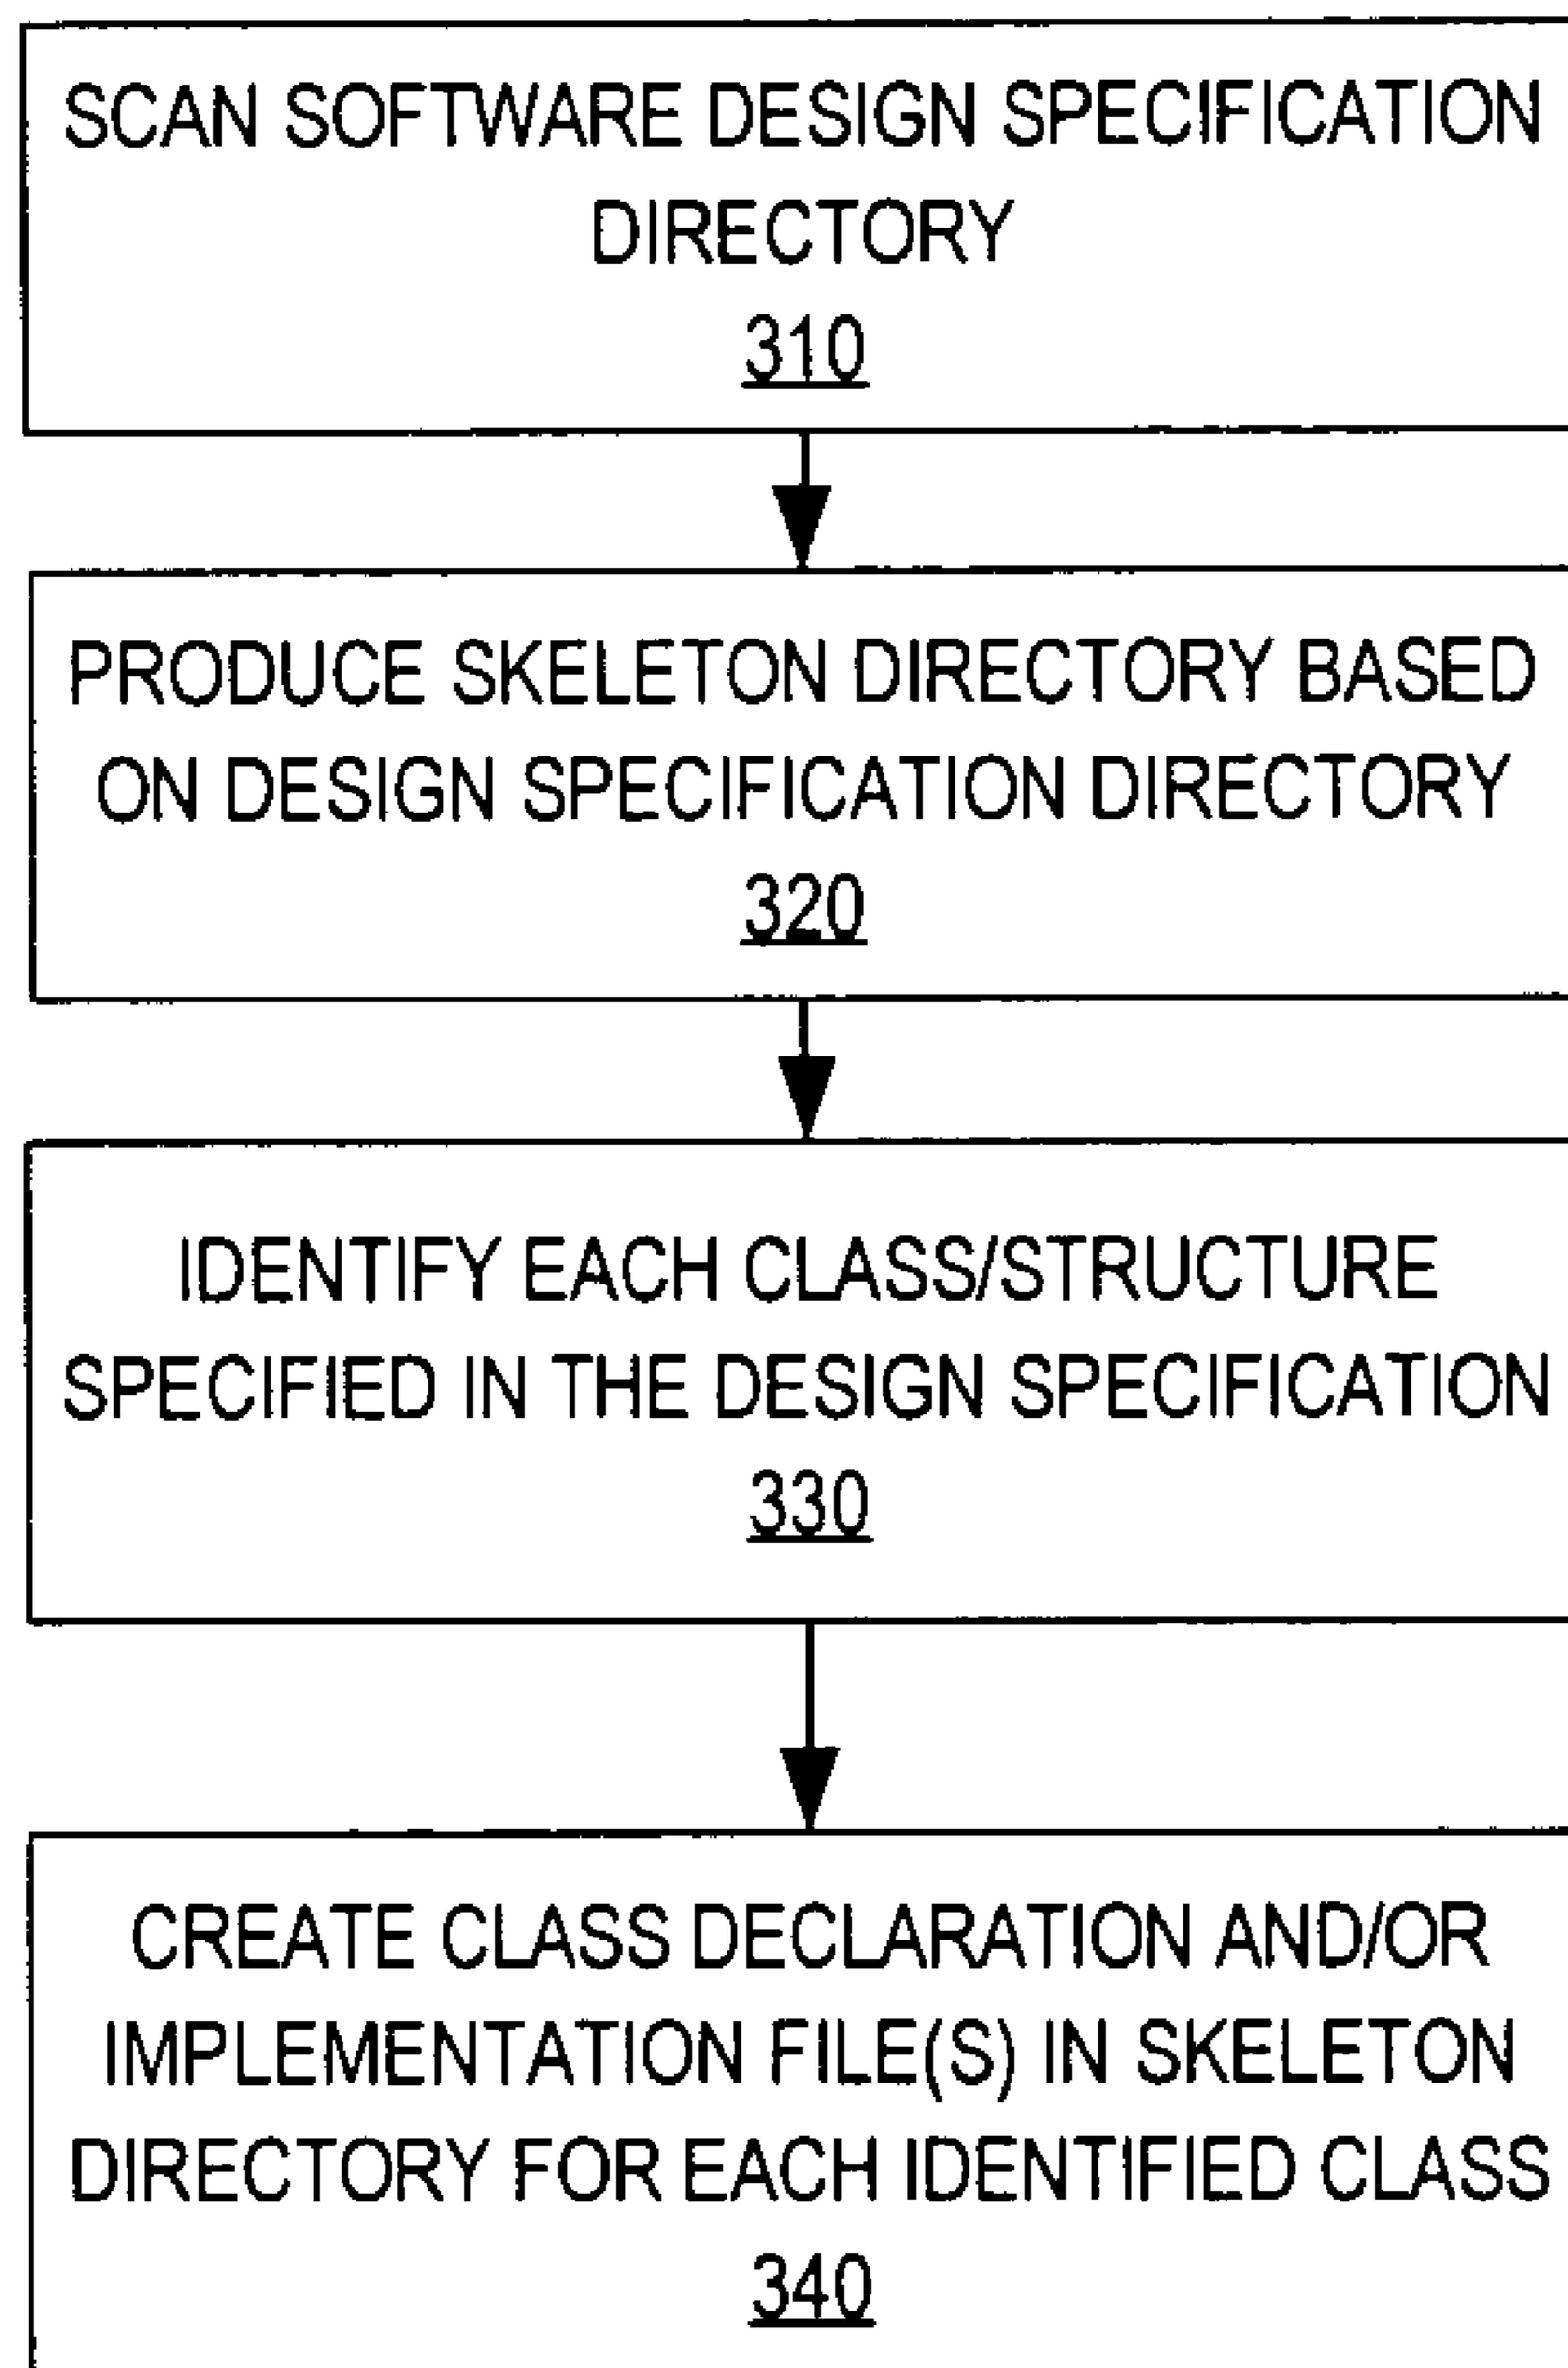 SCAN SOFTWARE DESIGN SPECIFICATION
DIRECTORY
310
PRODUCE SKELETON DIRECTORY BASED
ON DESIGN SPECIFICATION DIRECTORY
320
IDENTIFY EACH CLASS/STRUCTURE
SPECIFIED IN THE DESIGN SPECIFICATION
330
CREATE CLASS DECLARATION AND/OR
IMPLEMENTATION FILE(S) IN SKELETON
DIRECTORY FOR EACH IDENTIFIED CLASS
340